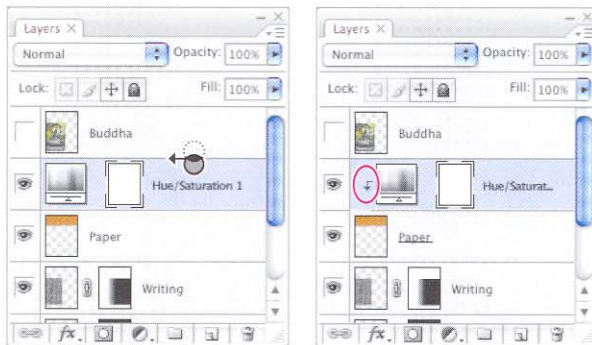 Layers ×
Normal Opacity: 100%
Lock: Fill: 100%
Buddha
Hue/Saturation 1
Paper
Writing
fx.
Layers ×
Normal Opacity: 100%
Lock: Fill: 100%
Buddha
Hue/Saturat...
Paper
Writing
fx.